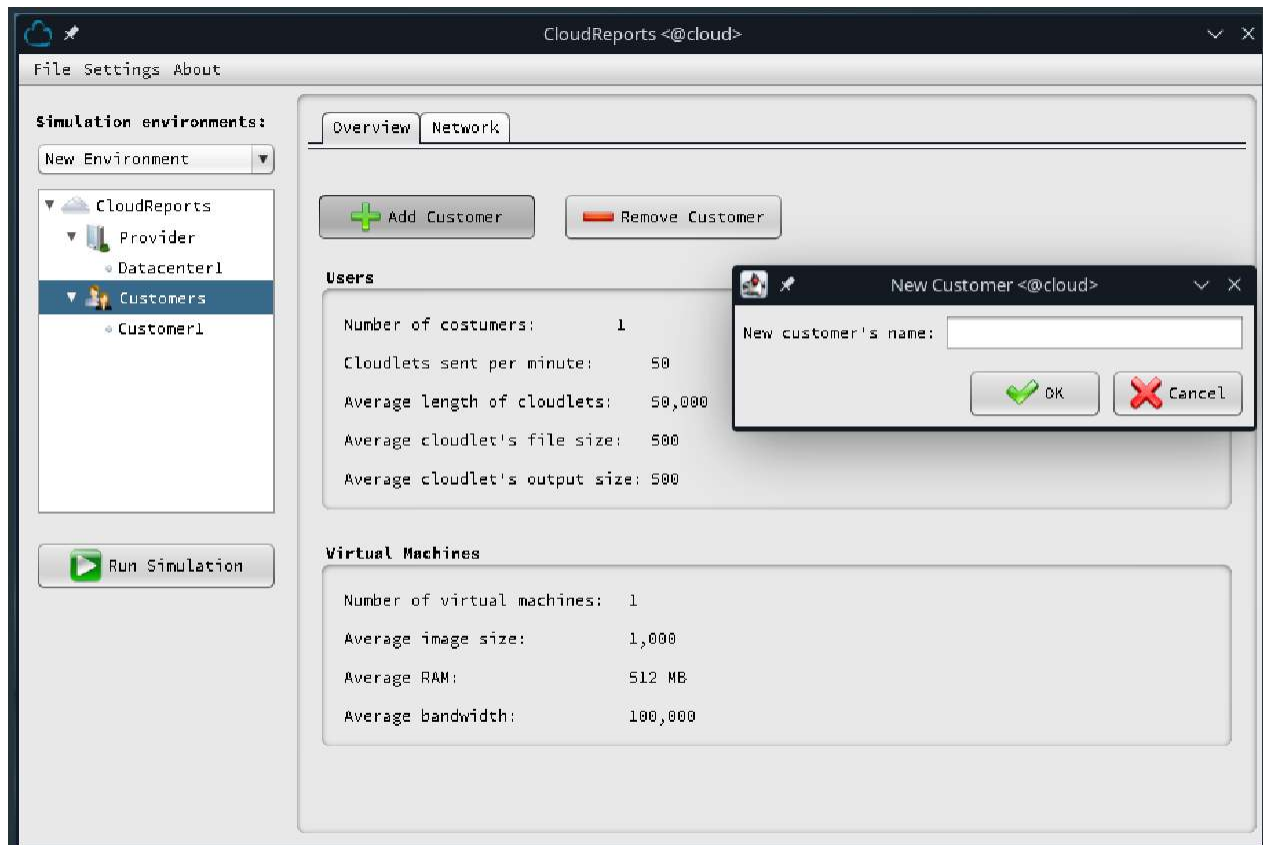 CloudReports <@cloud>
File Settings About
Simulation environments:
New Environment
CloudReports
Provider
Datacenter1
Customers
Customer1
Run Simulation
Overview Network
Add Customer Remove Customer
Users
Number of costumers: 1
Cloudlets sent per minute: 50
Average length of cloudlets: 50,000
Average cloudlet's file size: 500
Average cloudlet's output size: 500
Virtual Machines
Number of virtual machines: 1
Average image size: 1,000
Average RAM: 512 MB
Average bandwidth: 100,000
New Customer <@cloud>
New customer's name:
OK Cancel